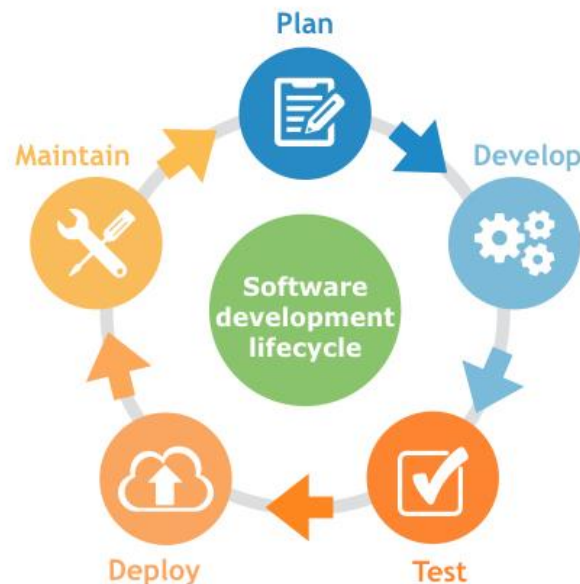 Plan
Maintain
Develop
Software
development
lifecycle
Deploy
Test